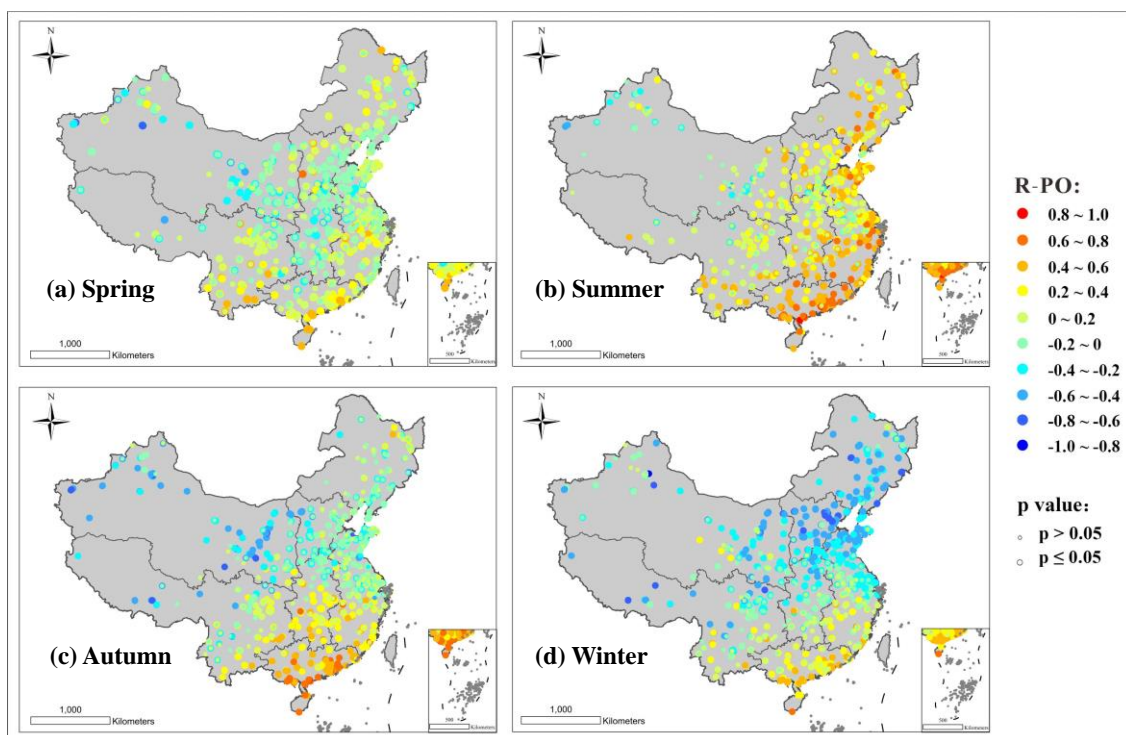 N
(a) Spring
1,000
Kilometers
500
Kilometers
N
(b) Summer
1,000
Kilometers
500
Kilometers
N
(c) Autumn
1,000
Kilometers
500
Kilometers
N
(d) Winter
1,000
Kilometers
500
Kilometers
R-PO:
0.8 ~ 1.0
0.6 ~ 0.8
0.4 ~ 0.6
0.2 ~ 0.4
0 ~ 0.2
-0.2 ~ 0
-0.4 ~ -0.2
-0.6 ~ -0.4
-0.8 ~ -0.6
-1.0 ~ -0.8
p value:
p > 0.05
p ≤ 0.05